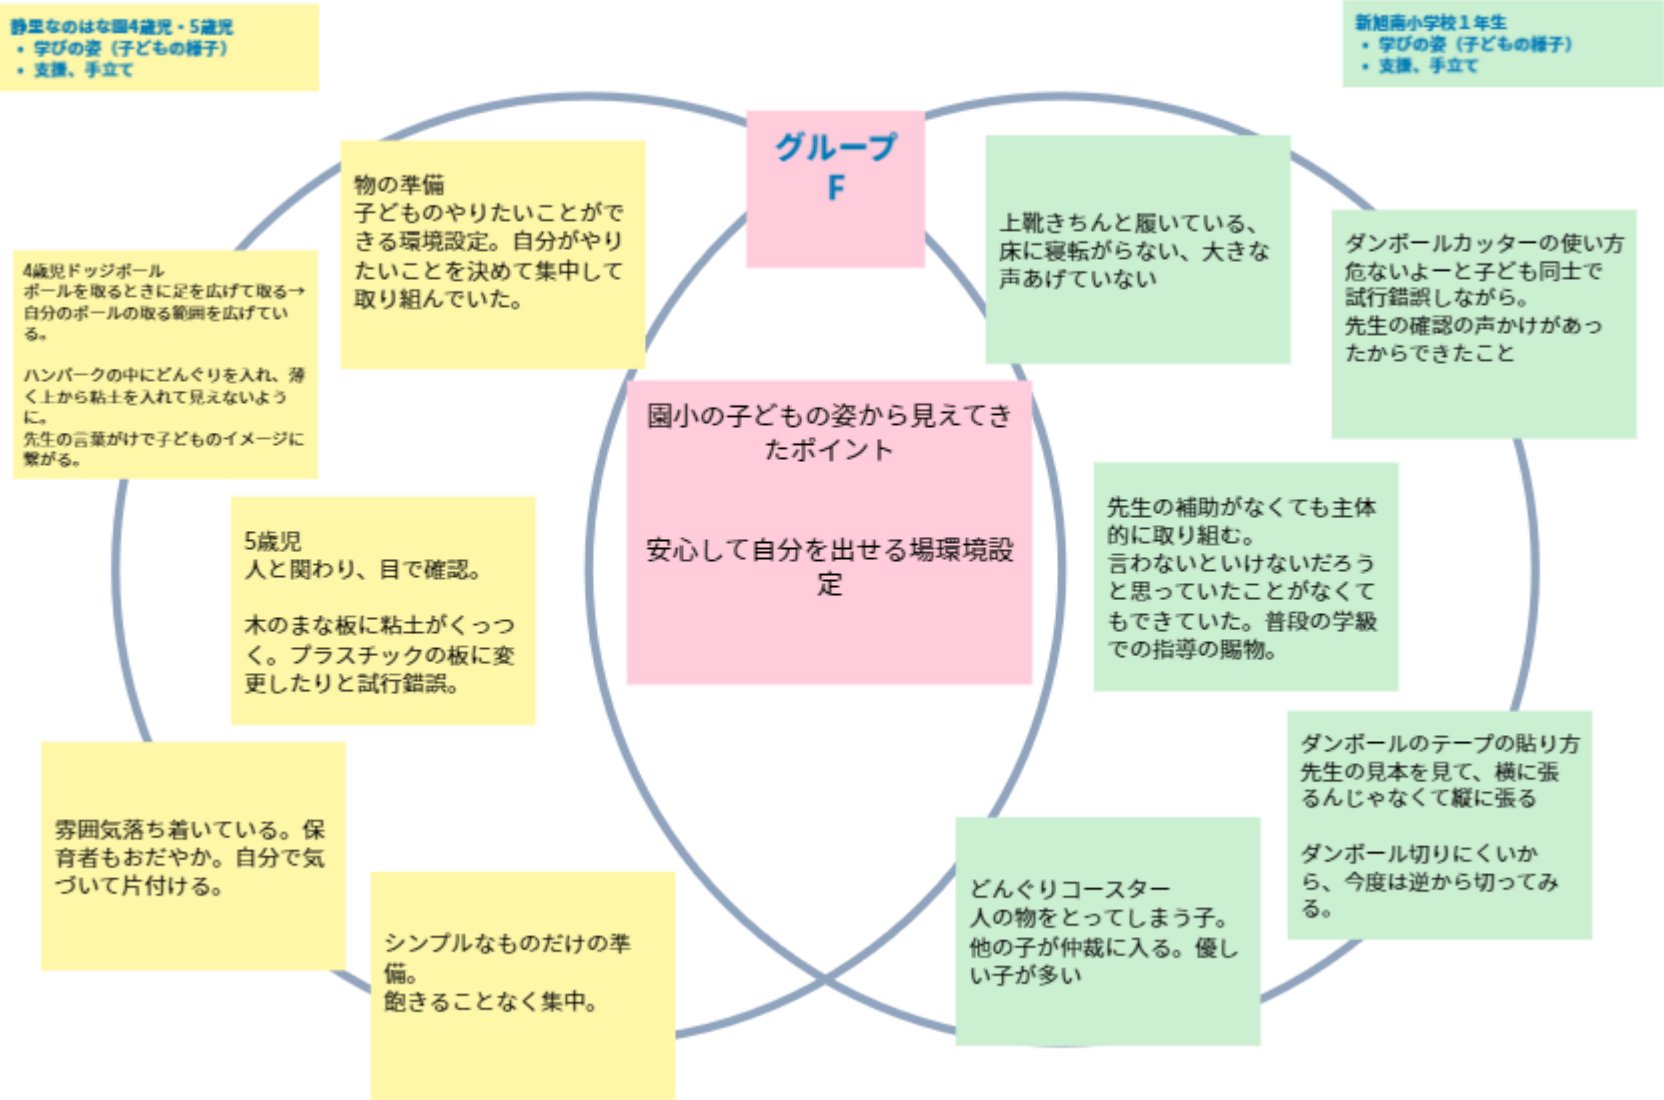 静里なのはな園4歳児・5歳児
• 学びの姿（子どもの様子）
• 支援、手立て
新旭南小学校１年生
• 学びの姿（子どもの様子）
• 支援、手立て
グループ
F
物の準備
子どものやりたいことがで
きる環境設定。自分がやり
たいことを決めて集中して
取り組んでいた。
4歳児ドッジボール
ボールを取るときに足を広げて取る→
自分のボールの取る範囲を広げてい
る。
ハンバークの中にどんぐりを入れ、薄
く上から粘土を入れて見えないよう
に。
先生の言葉がけで子どものイメージに
繋がる。
5歳児
人と関わり、目で確認。
木のまな板に粘土がくっつ
く。プラスチックの板に変
更したりと試行錯誤。
雰囲気落ち着いている。保
育者もおだやか。自分で気
づいて片付ける。
シンプルなものだけの準
備。
飽きることなく集中。
園小の子どもの姿から見えてき
たポイント
安心して自分を出せる場環境設
定
上靴きちんと履いている、
床に寝転がらない、大きな
声あげていない
ダンボールカッターの使い方
危ないよーと子ども同士で
試行錯誤しながら。
先生の確認の声かけがあっ
たからできたこと
先生の補助がなくても主体
的に取り組む。
言わないといけないだろう
と思っていたことがなくて
もできていた。普段の学級
での指導の賜物。
ダンボールのテープの貼り方
先生の見本を見て、横に張
るんじゃなくて縦に張る
ダンボール切りにくいか
ら、今度は逆から切ってみ
る。
どんぐりコースター
人の物をとってしまう子。
他の子が仲裁に入る。優し
い子が多い